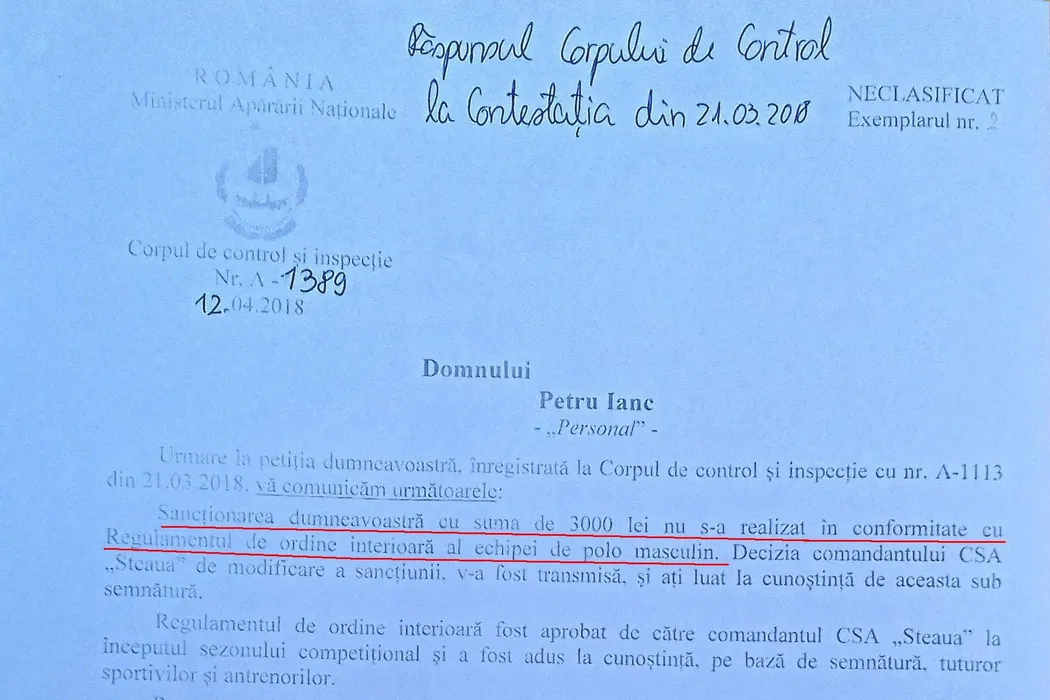 Răspunsul Corpului de Control
la Contestația din 21.03.2018
ROMÂNIA
Ministerul Apărării Naționale
NECLASIFICAT
Exemplarul nr. 2
Corpul de control și inspecție
Nr. A -1389
12.04.2018
Domnului
Petru Ianc
- „Personal” -
Urmare la petiția dumneavoastră, înregistrată la Corpul de control și inspecție cu nr. A-1113
din 21.03.2018, vă comunicăm următoarele:
Sancționarea dumneavoastră cu suma de 3000 lei nu s-a realizat în conformitate cu
Regulamentul de ordine interioară al echipei de polo masculin. Decizia comandantului CSA
„Steaua” de modificare a sancțiunii, v-a fost transmisă, și ați luat la cunoștință de aceasta sub
semnătură.
Regulamentul de ordine interioară fost aprobat de către comandantul CSA „Steaua” la
începutul sezonului competițional și a fost adus la cunoștință, pe bază de semnătură, tuturor
sportivilor și antrenorilor.